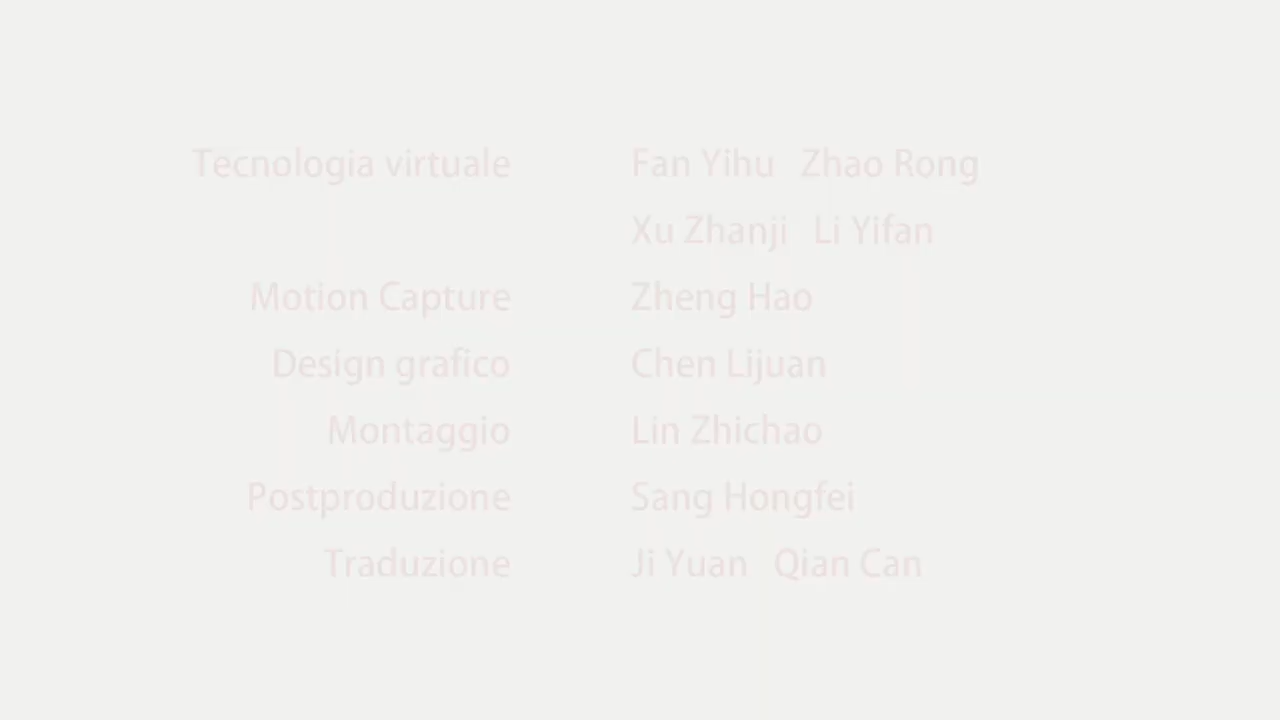 Tecnologia virtuale Fan Yihu Zhao Rong
Xu Zhanji Li Yifan
Motion Capture Zheng Hao
Design grafico Chen Lijuan
Montaggio Lin Zhichao
Postproduzione Sang Hongfei
Traduzione Ji Yuan Qian Can